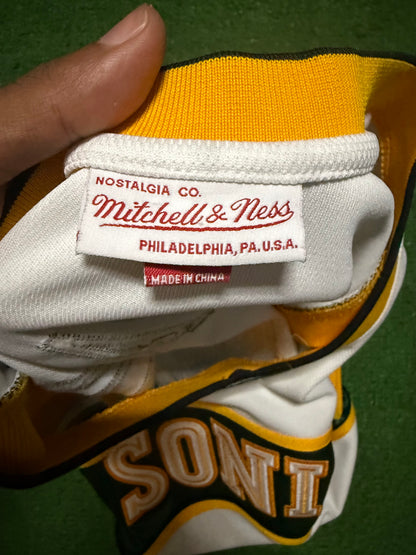 NOSTALGIA CO.
Mitchell & Ness
PHILADELPHIA, PA. U.S.A.
MADE IN CHINA
SONI